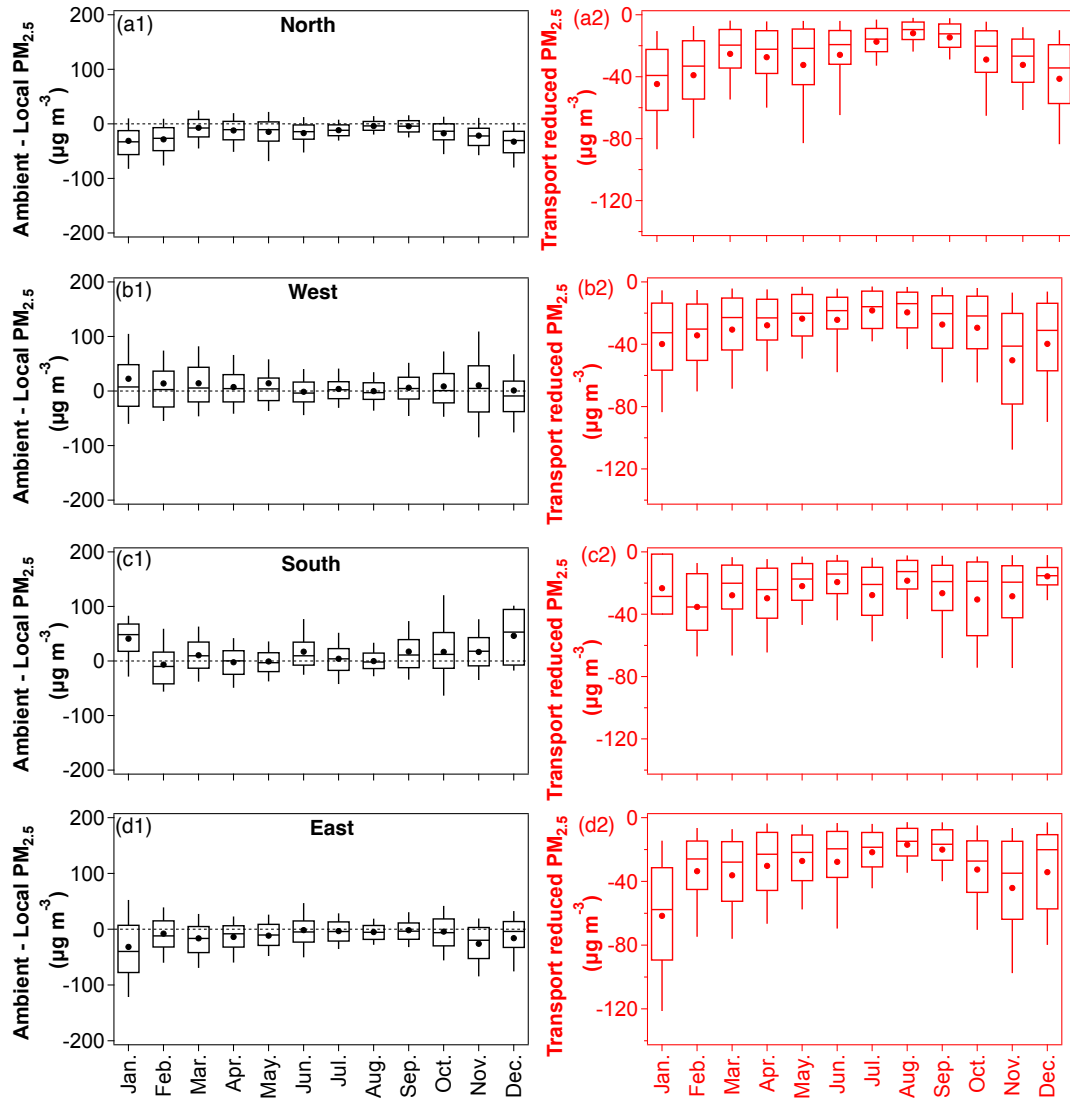 (a1) North
Ambient - Local PM2.5
(µg m-3)
200
100
0
-100
-200
(a2)
Transport reduced PM2.5
(µg m-3)
0
-40
-80
-120
(b1) West
Ambient - Local PM2.5
(µg m-3)
200
100
0
-100
-200
(b2)
Transport reduced PM2.5
(µg m-3)
0
-40
-80
-120
(c1) South
Ambient - Local PM2.5
(µg m-3)
200
100
0
-100
-200
(c2)
Transport reduced PM2.5
(µg m-3)
0
-40
-80
-120
(d1) East
Ambient - Local PM2.5
(µg m-3)
200
100
0
-100
-200
(d2)
Transport reduced PM2.5
(µg m-3)
0
-40
-80
-120
Jan. Feb. Mar. Apr. May. Jun. Jul. Aug. Sep. Oct. Nov. Dec.
Jan. Feb. Mar. Apr. May. Jun. Jul. Aug. Sep. Oct. Nov. Dec.